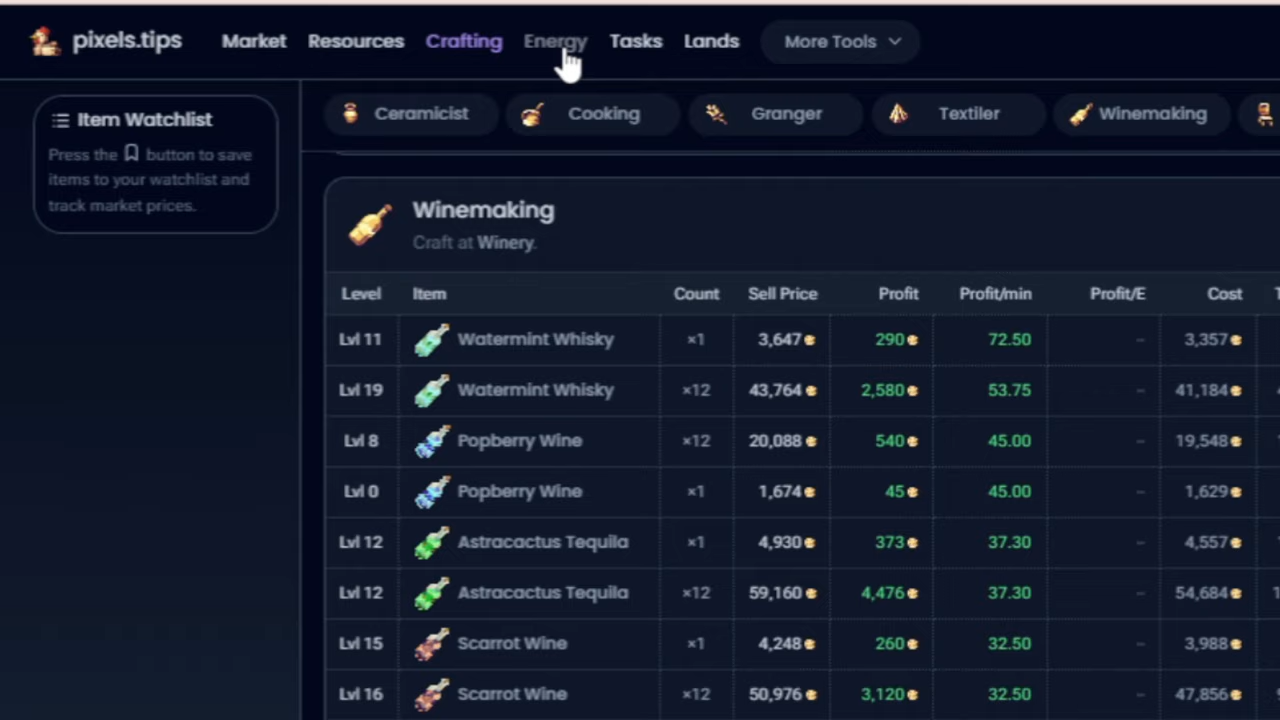 pixels.tips Market Resources Crafting Energy Tasks Lands More Tools
Item Watchlist
Press the button to save
items to your watchlist and
track market prices.
Ceramicist Cooking Granger Textiler Winemaking
Winemaking
Craft at Winery.
Level Item Count Sell Price Profit Profit/min Profit/E Cost T
Lvl 11 Watermint Whisky ×1 3,647 290 72.50 – 3,357
Lvl 19 Watermint Whisky ×12 43,764 2,580 53.75 – 41,184
Lvl 8 Popberry Wine ×12 20,088 540 45.00 – 19,548
Lvl 0 Popberry Wine ×1 1,674 45 45.00 – 1,629
Lvl 12 Astracactus Tequila ×1 4,930 373 37.30 – 4,557
Lvl 12 Astracactus Tequila ×12 59,160 4,476 37.30 – 54,684
Lvl 15 Scarrot Wine ×1 4,248 260 32.50 – 3,988
Lvl 16 Scarrot Wine ×12 50,976 3,120 32.50 – 47,856